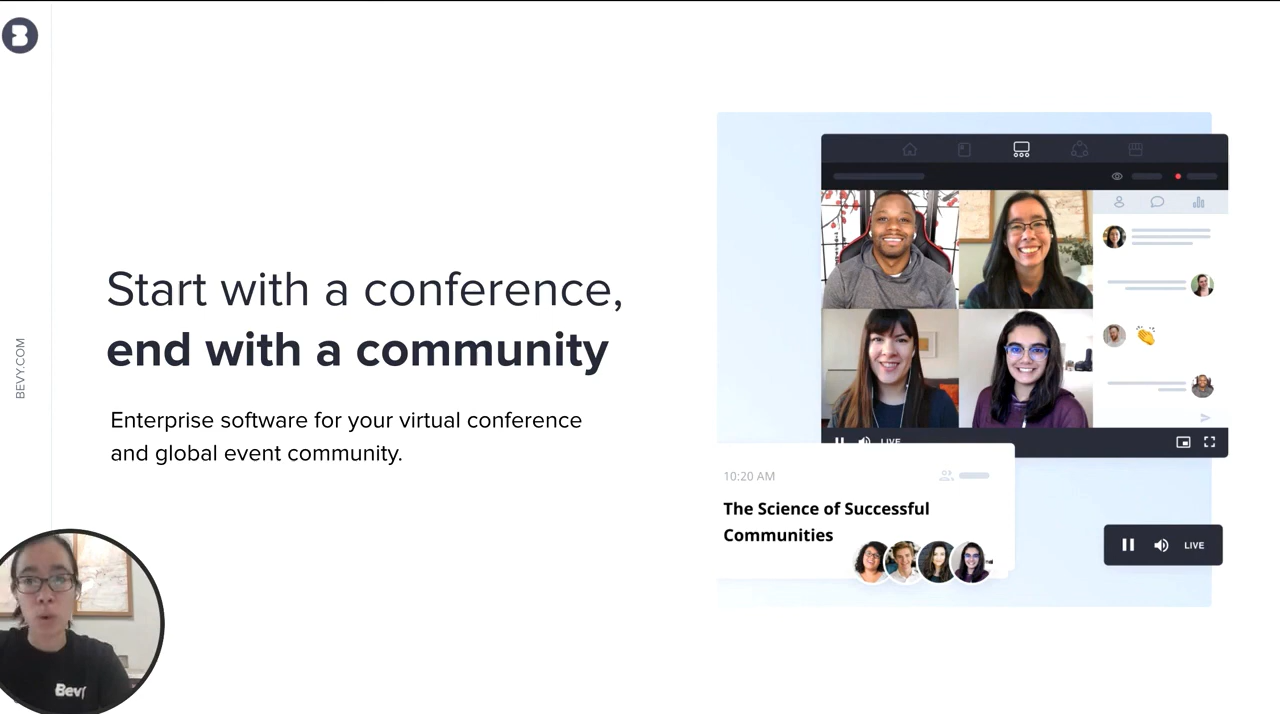 BEVY.COM
Start with a conference,
end with a community
Enterprise software for your virtual conference
and global event community.
LIVE
10:20 AM
The Science of Successful
Communities
LIVE
Bevy